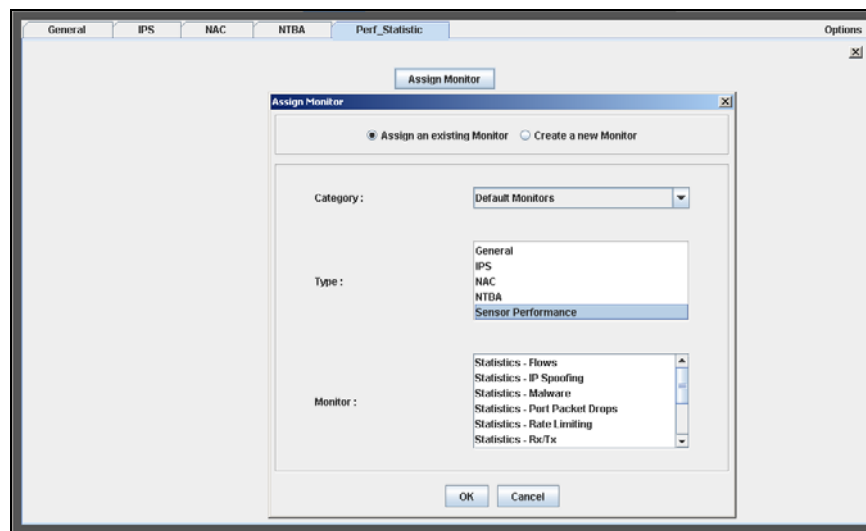 General IPS NAC NTBA Perf_Statistic Options
Assign Monitor
Assign Monitor
Assign an existing Monitor Create a new Monitor
Category : Default Monitors
General
IPS
Type : NAC
NTBA
Sensor Performance
Statistics - Flows
Statistics - IP Spoofing
Statistics - Malware
Monitor : Statistics - Port Packet Drops
Statistics - Rate Limiting
Statistics - Rx/Tx
OK Cancel